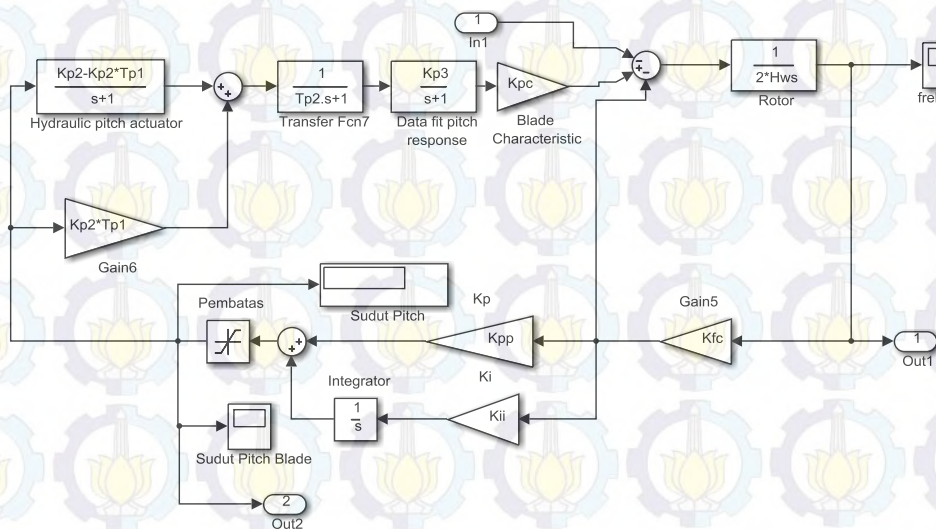 1
In1
Kp2-Kp2*Tp1
s+1
Hydraulic pitch actuator
1
Tp2.s+1
Transfer Fcn7
Kp3
s+1
Data fit pitch
response
Kpc
Blade
Characteristic
1
2*Hws
Rotor
Kp2*Tp1
Gain6
Sudut Pitch
Pembatas
Kp
Kpp
Gain5
Kfc
1
Out1
Ki
Kii
Integrator
1
s
Sudut Pitch Blade
2
Out2